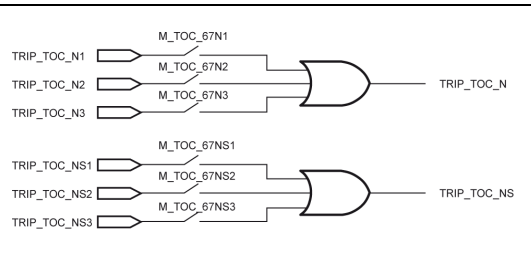 M_TOC_67N1
TRIP_TOC_N1
M_TOC_67N2
TRIP_TOC_N2
TRIP_TOC_N
M_TOC_67N3
TRIP_TOC_N3
M_TOC_67NS1
TRIP_TOC_NS1
M_TOC_67NS2
TRIP_TOC_NS2
TRIP_TOC_NS
M_TOC_67NS3
TRIP_TOC_NS3